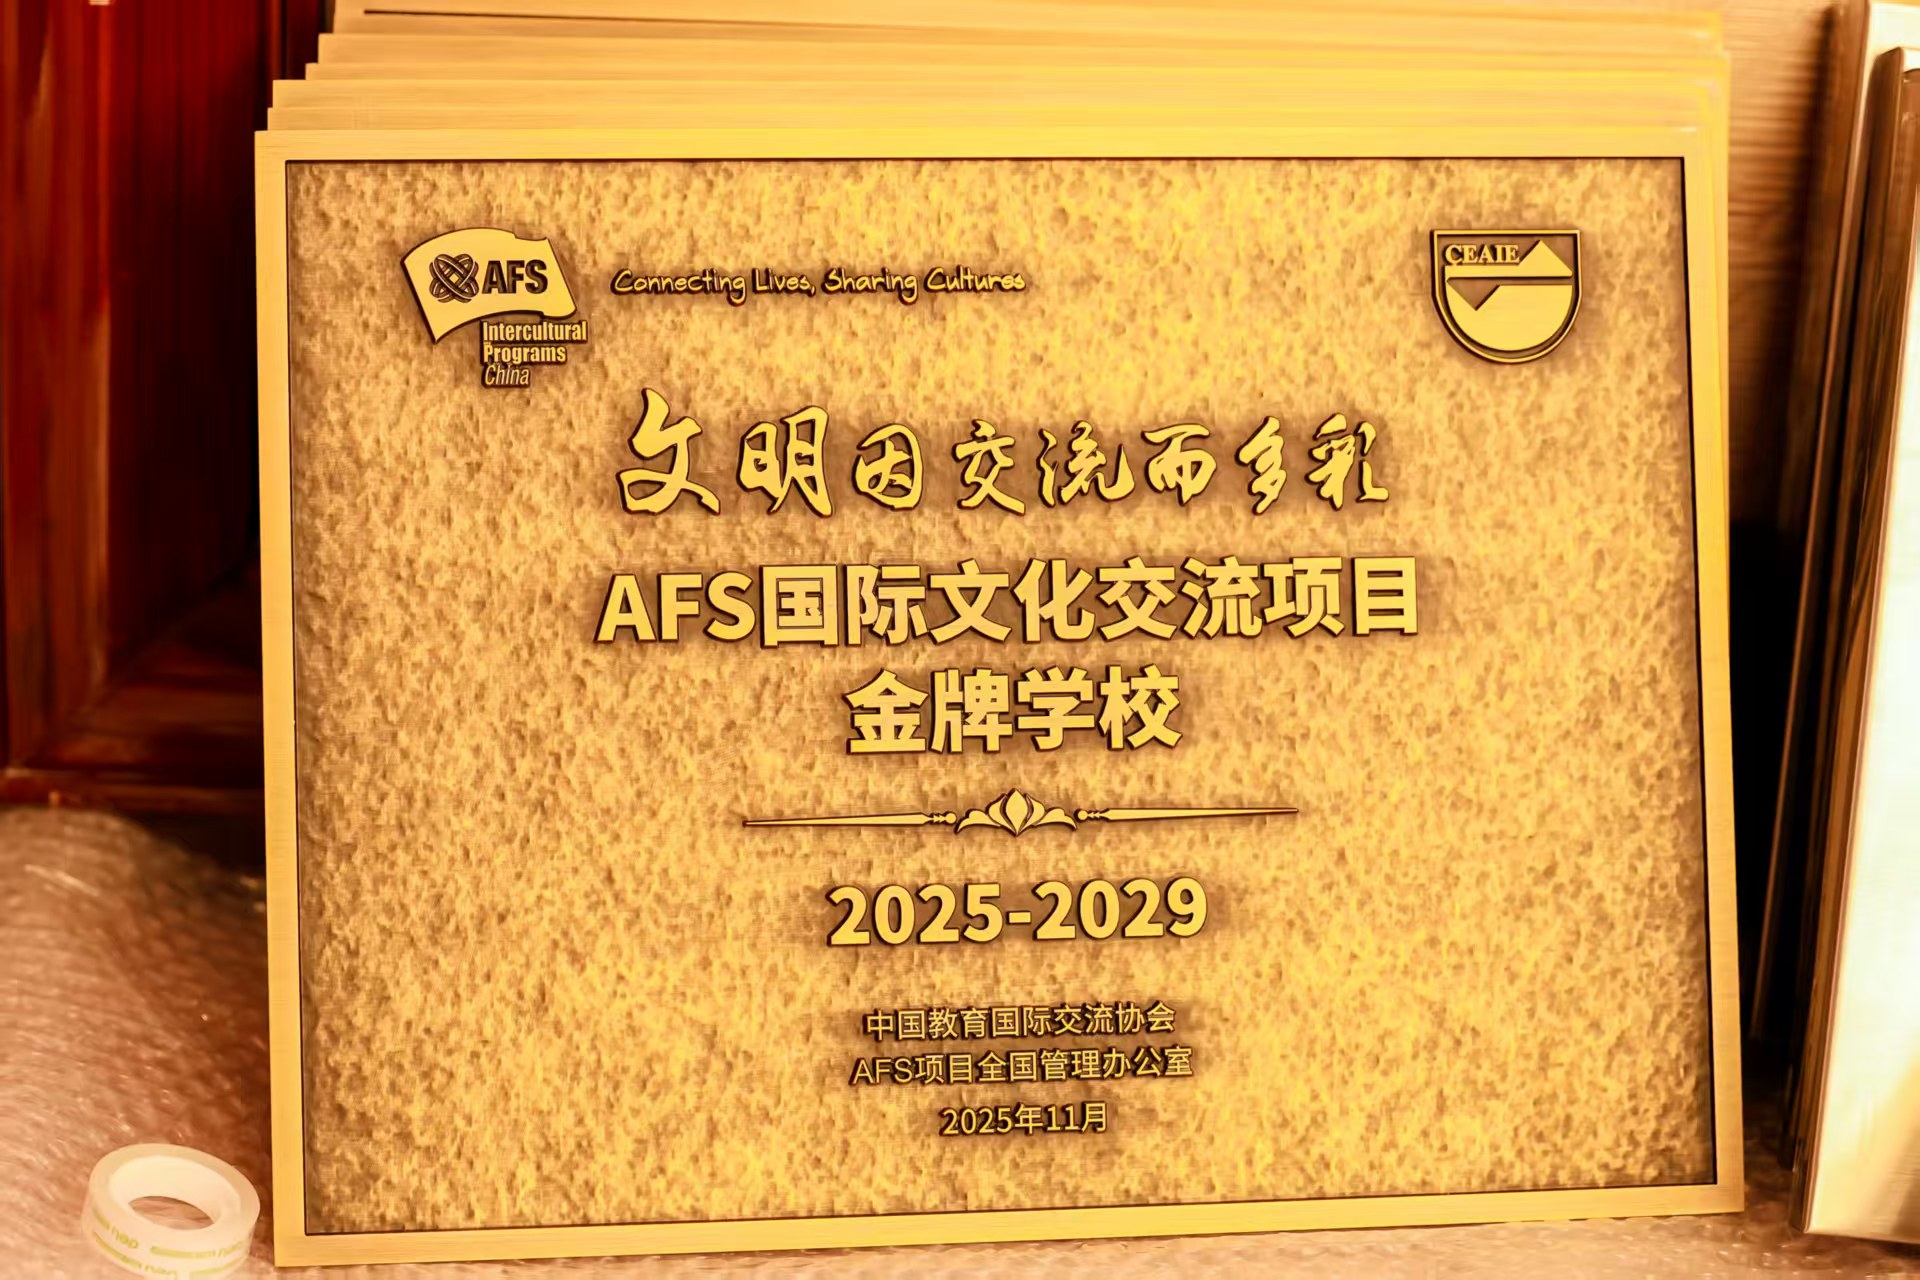 AFS
Intercultural
Programs
China
Connecting Lives, Sharing Cultures
CEAIE
文明因交流而多彩
AFS国际文化交流项目
金牌学校
2025-2029
中国教育国际交流协会
AFS项目全国管理办公室
2025年11月